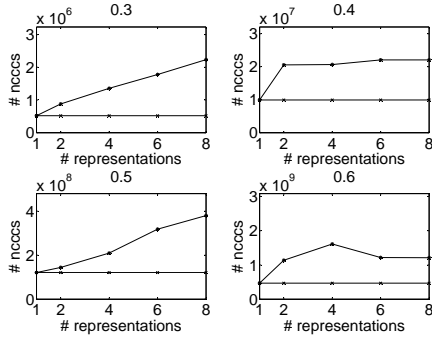 0.3
x 10^6
# ncccs
3
2
1
0
1 2 4 6 8
# representations
0.4
x 10^7
# ncccs
3
2
1
0
1 2 4 6 8
# representations
0.5
x 10^8
# ncccs
4
2
0
1 2 4 6 8
# representations
0.6
x 10^9
# ncccs
3
2
1
0
1 2 4 6 8
# representations